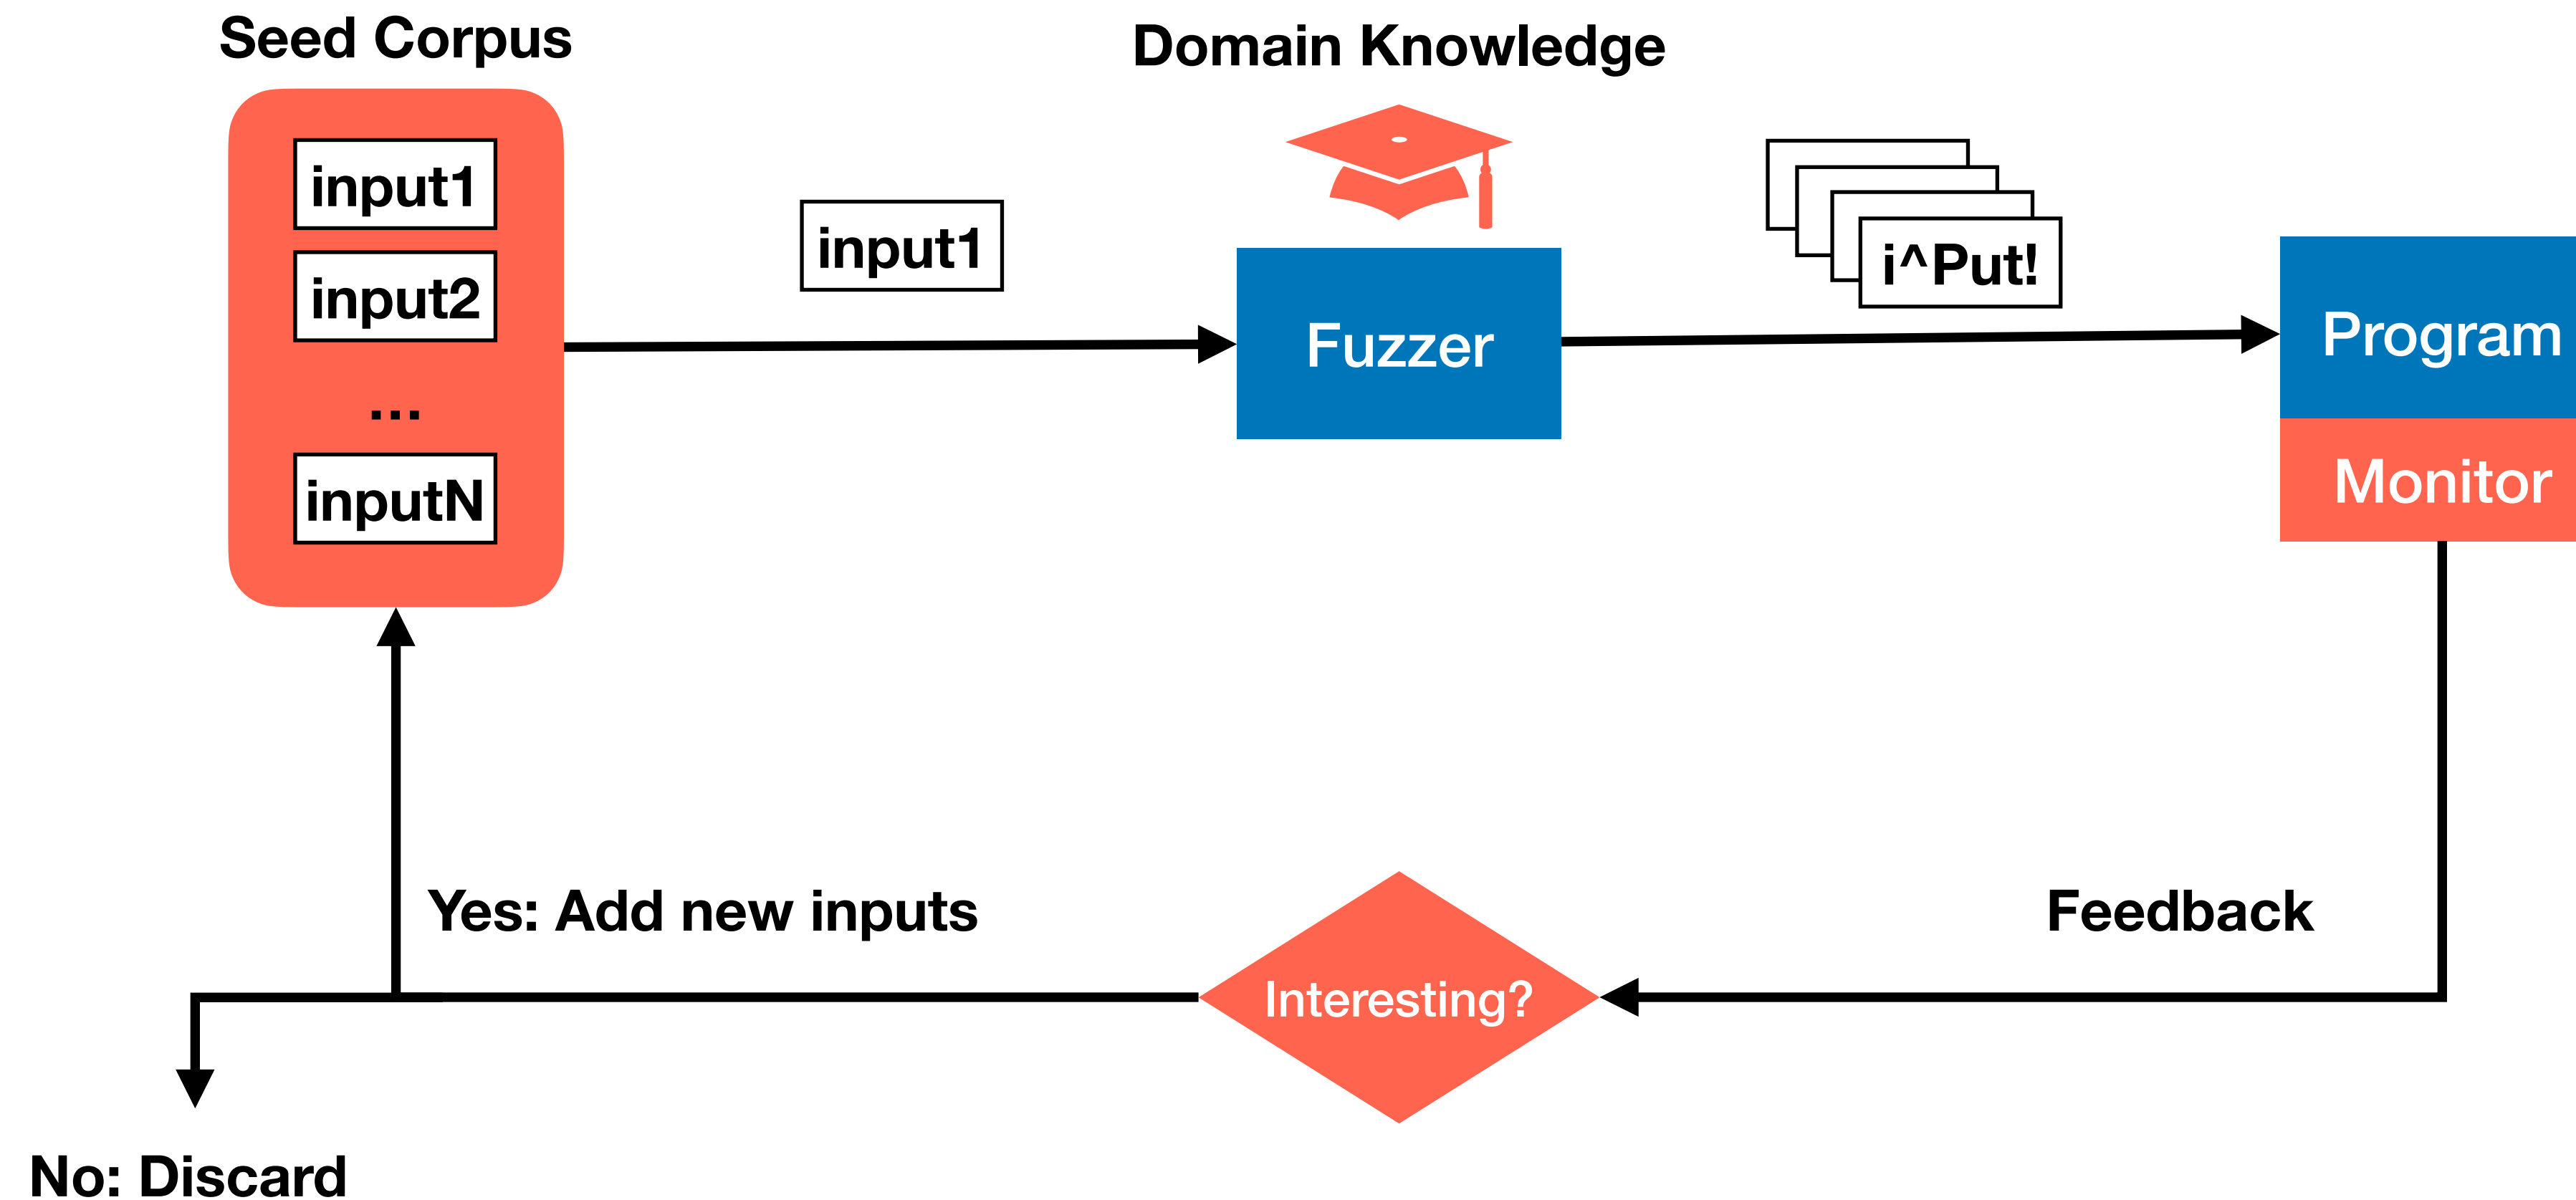 Seed Corpus
input1
input2
...
inputN
input1
Domain Knowledge
Fuzzer
i^Put!
Program
Monitor
Feedback
Interesting?
Yes: Add new inputs
No: Discard